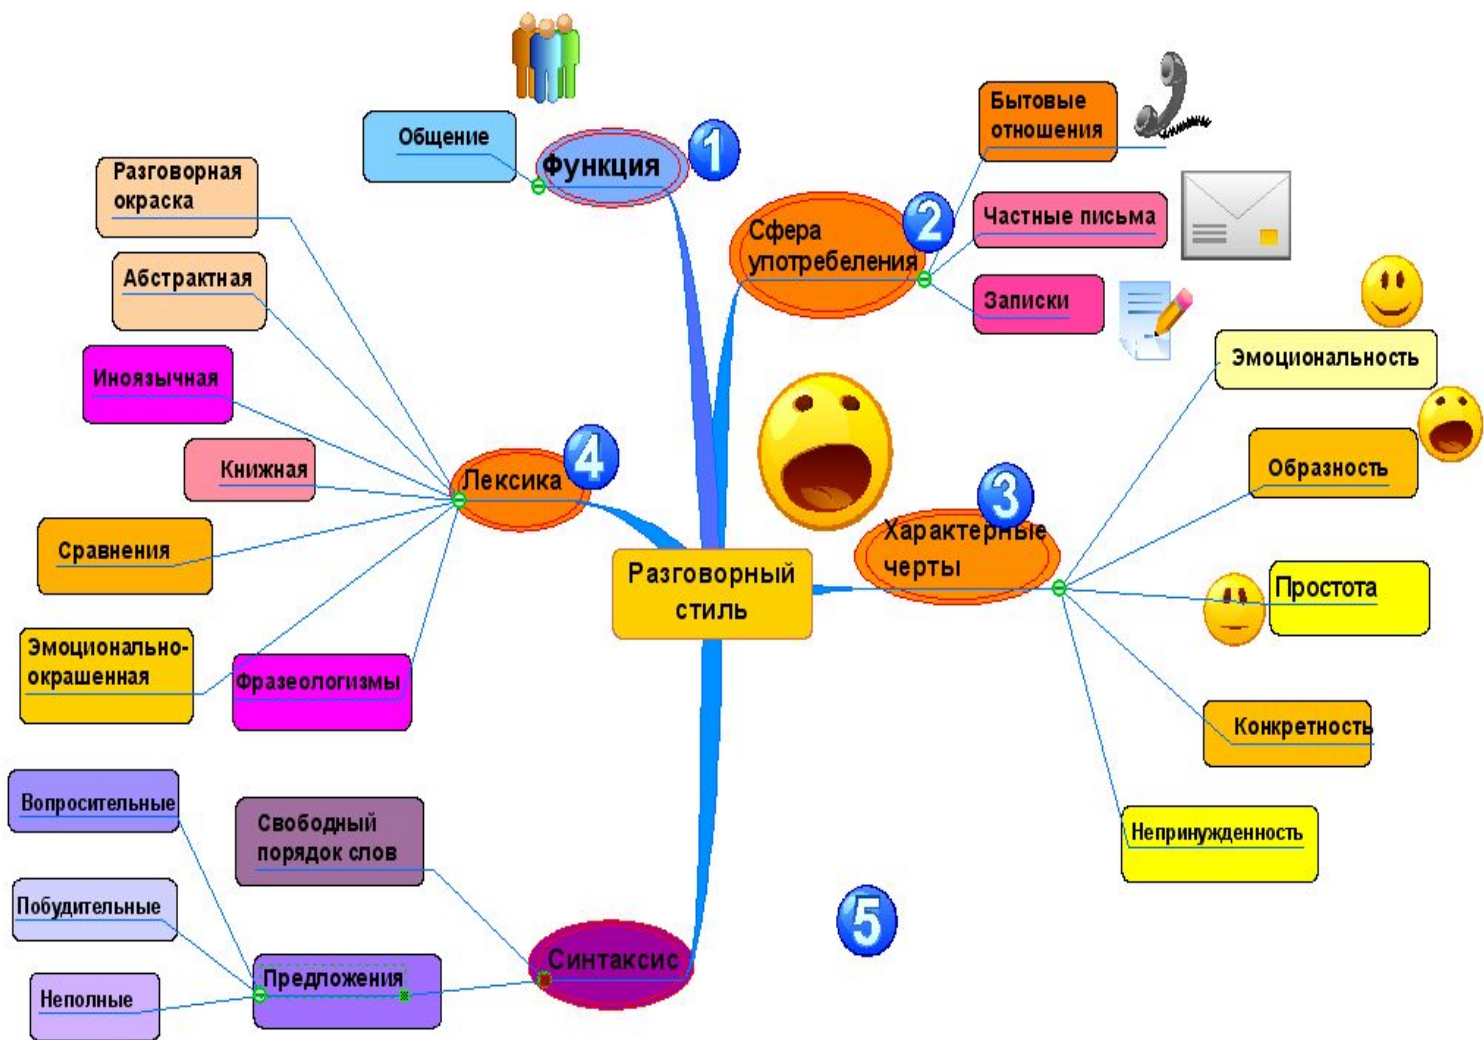 Разговорный
стиль
1
Функция
Общение
2
Сфера
употребеления
Бытовые
отношения
Частные письма
Записки
3
Характерные
черты
Эмоциональность
Образность
Простота
Конкретность
Непринужденность
4
Лексика
Разговорная
окраска
Абстрактная
Иноязычная
Книжная
Сравнения
Эмоционально-
окрашенная
Фразеологизмы
5
Синтаксис
Свободный
порядок слов
Предложения
Вопросительные
Побудительные
Неполные